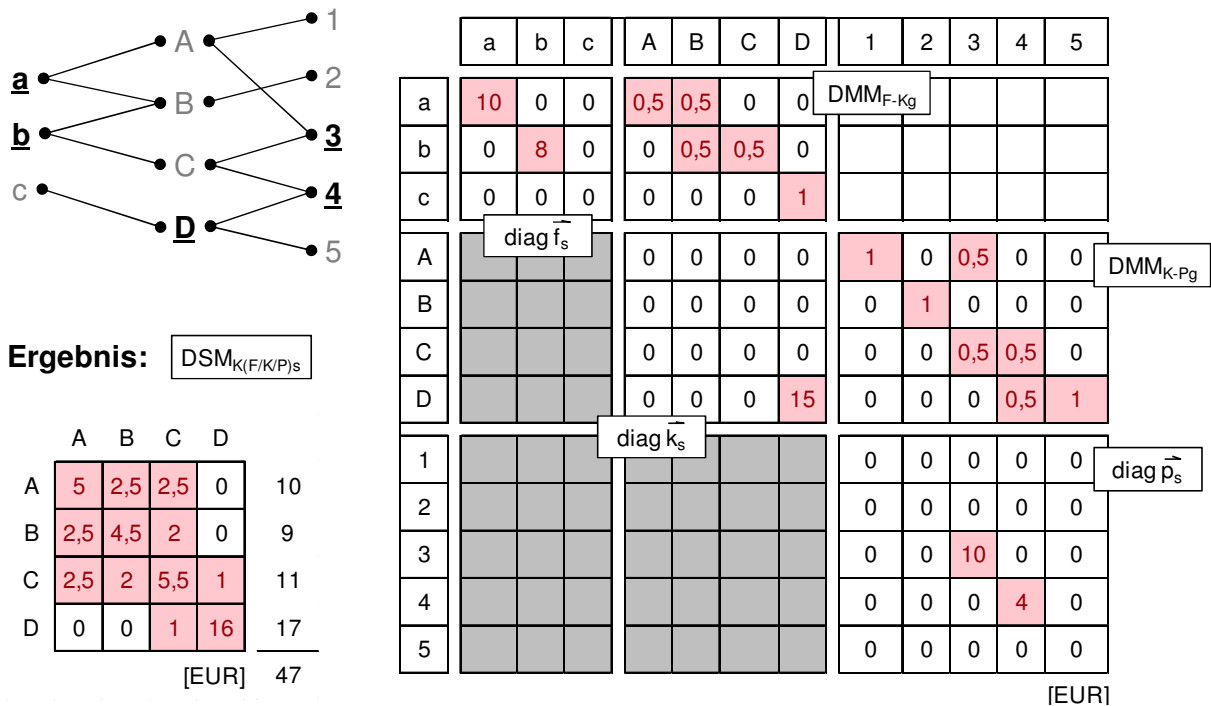 A
B
C
D
a
b
c
1
2
3
4
5
Ergebnis:
DSM K(F/K/P)s
A B C D
A 5 2,5 2,5 0 10
B 2,5 4,5 2 0 9
C 2,5 2 5,5 1 11
D 0 0 1 16 17
[EUR] 47
a b c A B C D 1 2 3 4 5
a 10 0 0 0,5 0,5 0 0
DMM F-Kg
b 0 8 0 0 0,5 0,5 0
c 0 0 0 0 0 0 1
diag f s
A 0 0 0 0 1 0 0,5 0 0
DMM K-Pg
B 0 0 0 0 0 1 0 0 0
C 0 0 0 0 0 0 0,5 0,5 0
D 0 0 0 15 0 0 0 0,5 1
diag k s
1 0 0 0 0 0
diag p s
2 0 0 0 0 0
3 0 0 10 0 0
4 0 0 0 4 0
5 0 0 0 0 0
[EUR]